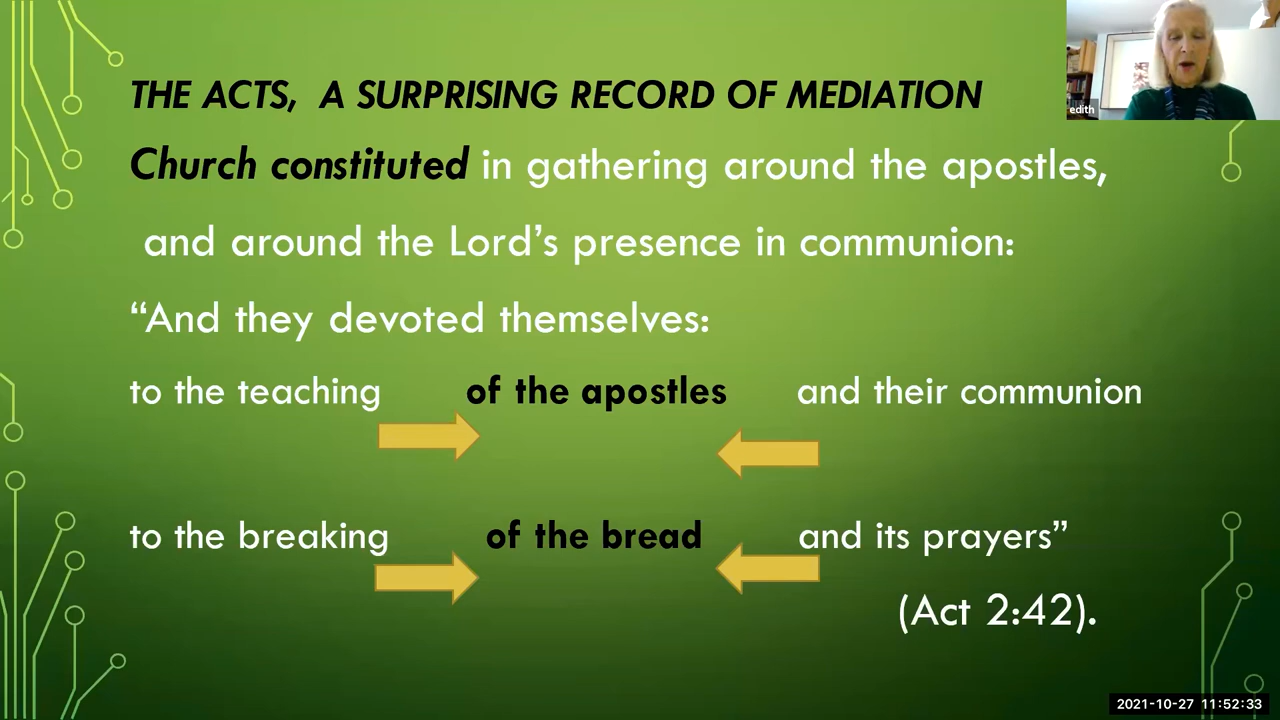 THE ACTS, A SURPRISING RECORD OF MEDIATION
Church constituted in gathering around the apostles,
and around the Lord’s presence in communion:
“And they devoted themselves:
to the teaching of the apostles and their communion
to the breaking of the bread and its prayers”
(Act 2:42).
edith
2021-10-27 11:52:33